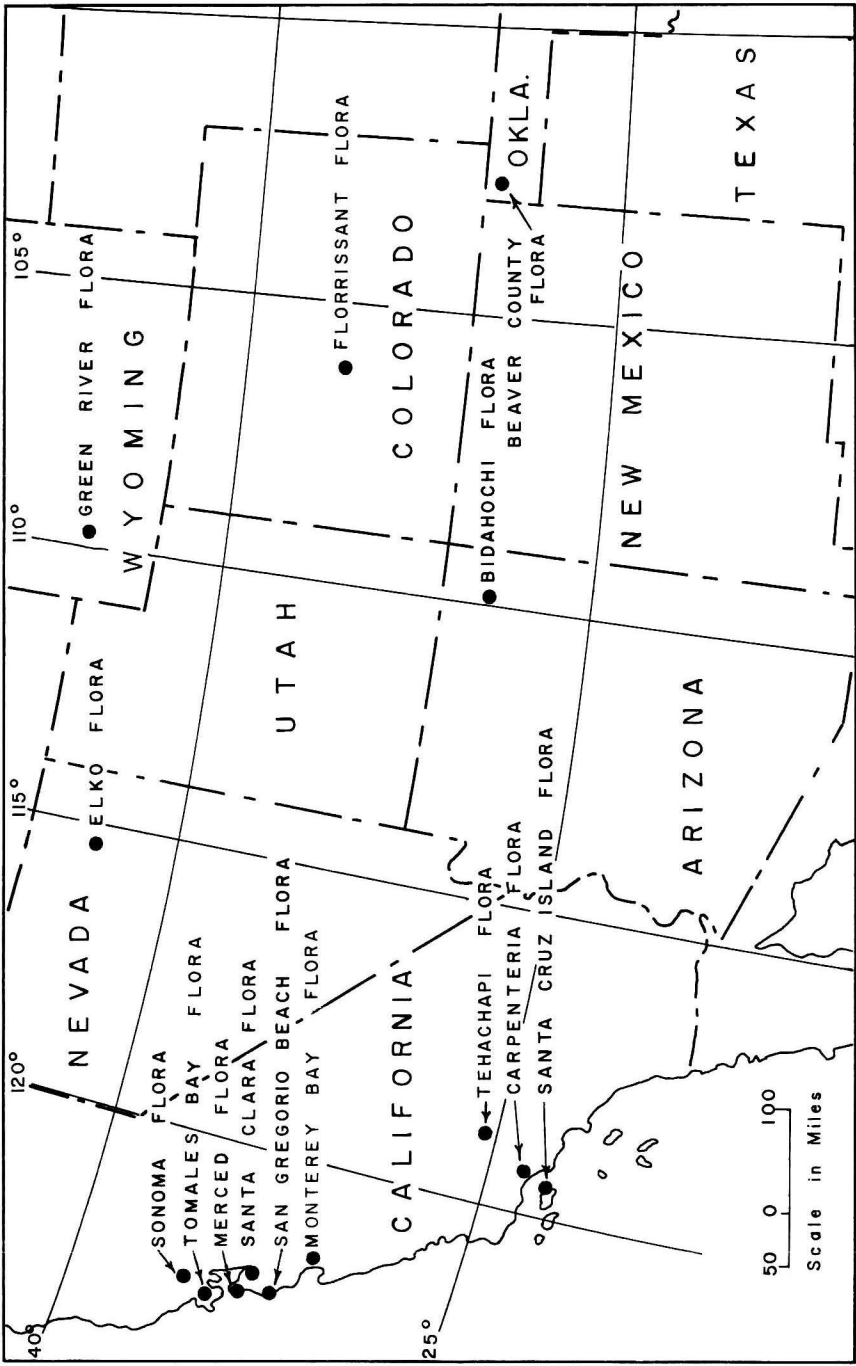 120°
115°
110°
105°
40°
25°
NEVADA
ELKO FLORA
GREEN RIVER FLORA
WYOMING
UTAH
FLORRISSANT FLORA
COLORADO
SONOMA FLORA
TOMALES BAY FLORA
MERCED FLORA
SANTA CLARA FLORA
SAN GREGORIO BEACH FLORA
MONTEREY BAY FLORA
CALIFORNIA
TEHACHAPI FLORA
CARPENTERIA FLORA
SANTA CRUZ ISLAND FLORA
BIDAHOCHI FLORA
BEAVER COUNTY
FLORA
OKLA.
ARIZONA
NEW MEXICO
TEXAS
50 0 100
Scale in Miles